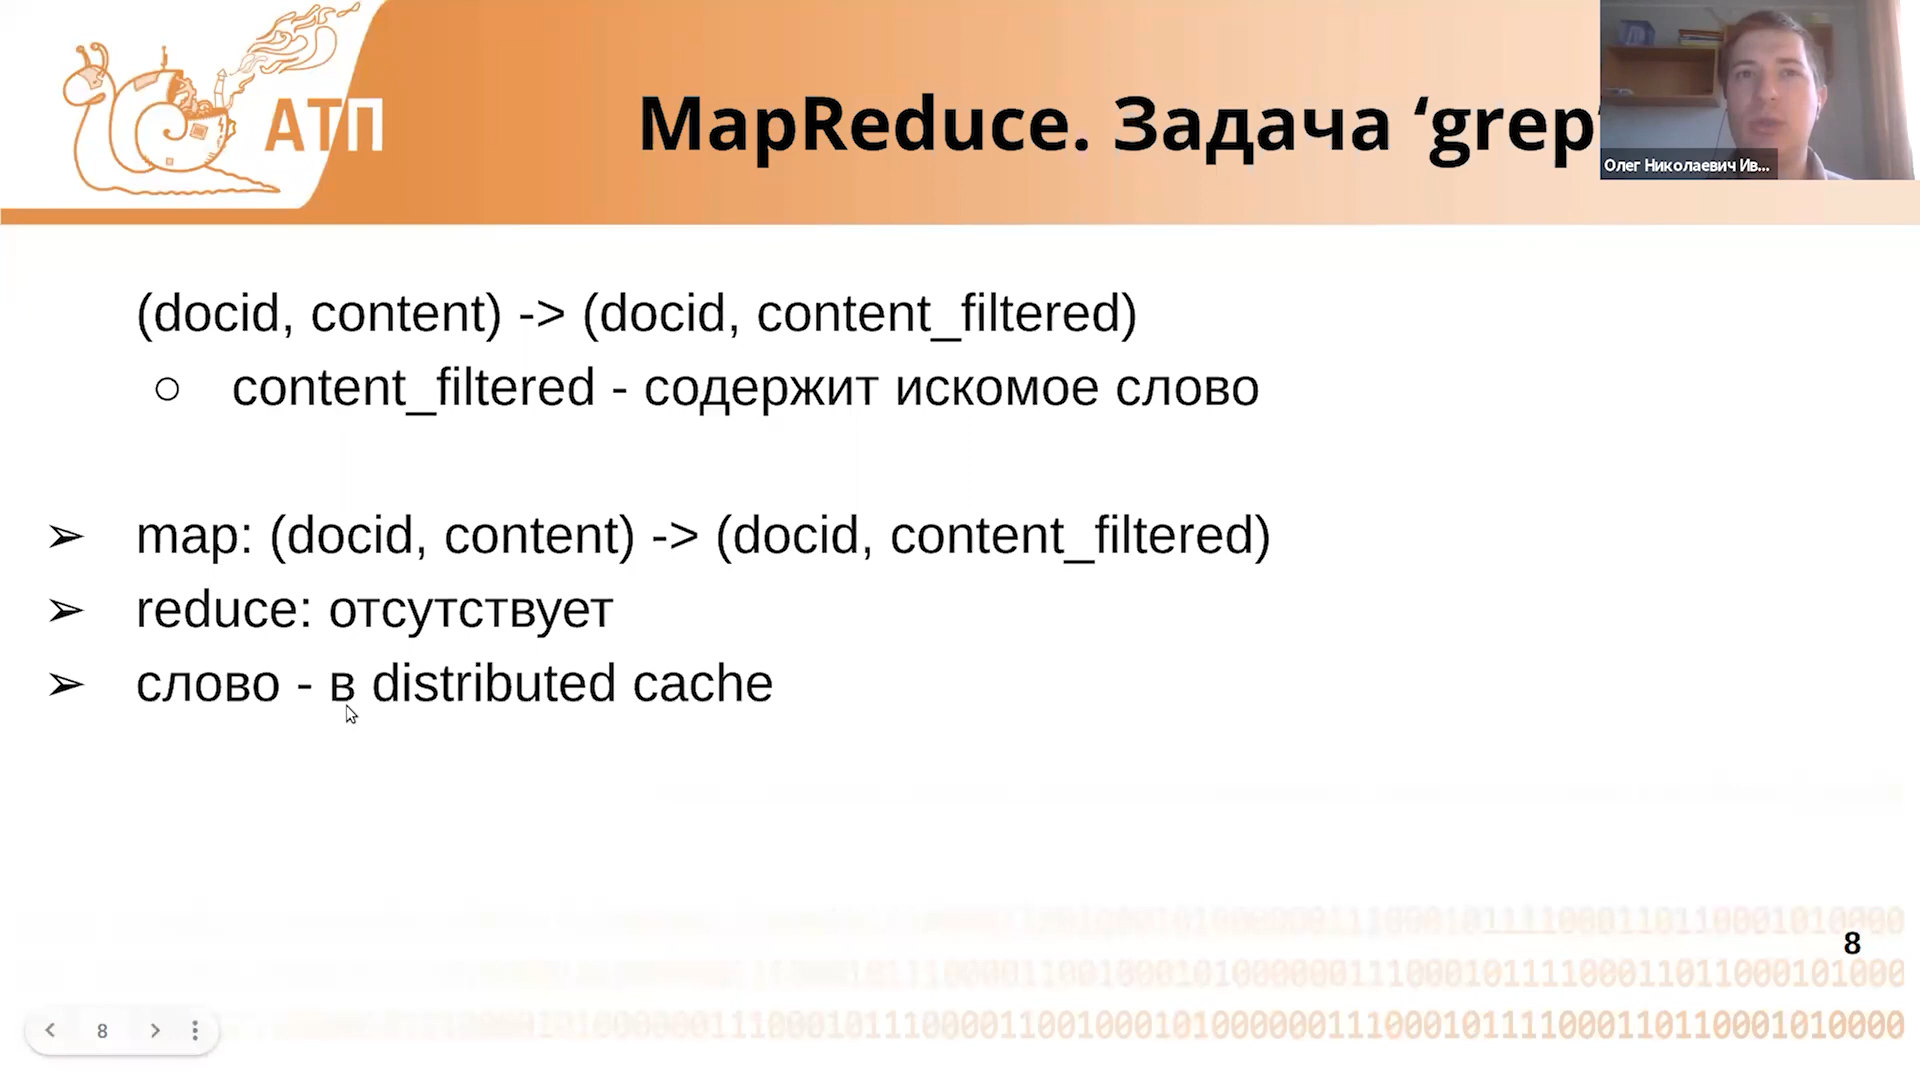 АТП
MapReduce. Задача ‘grep’
Олег Николаевич Ив...
(docid, content) -> (docid, content_filtered)
○ content_filtered - содержит искомое слово
➢ map: (docid, content) -> (docid, content_filtered)
➢ reduce: отсутствует
➢ слово - в distributed cache
8
8